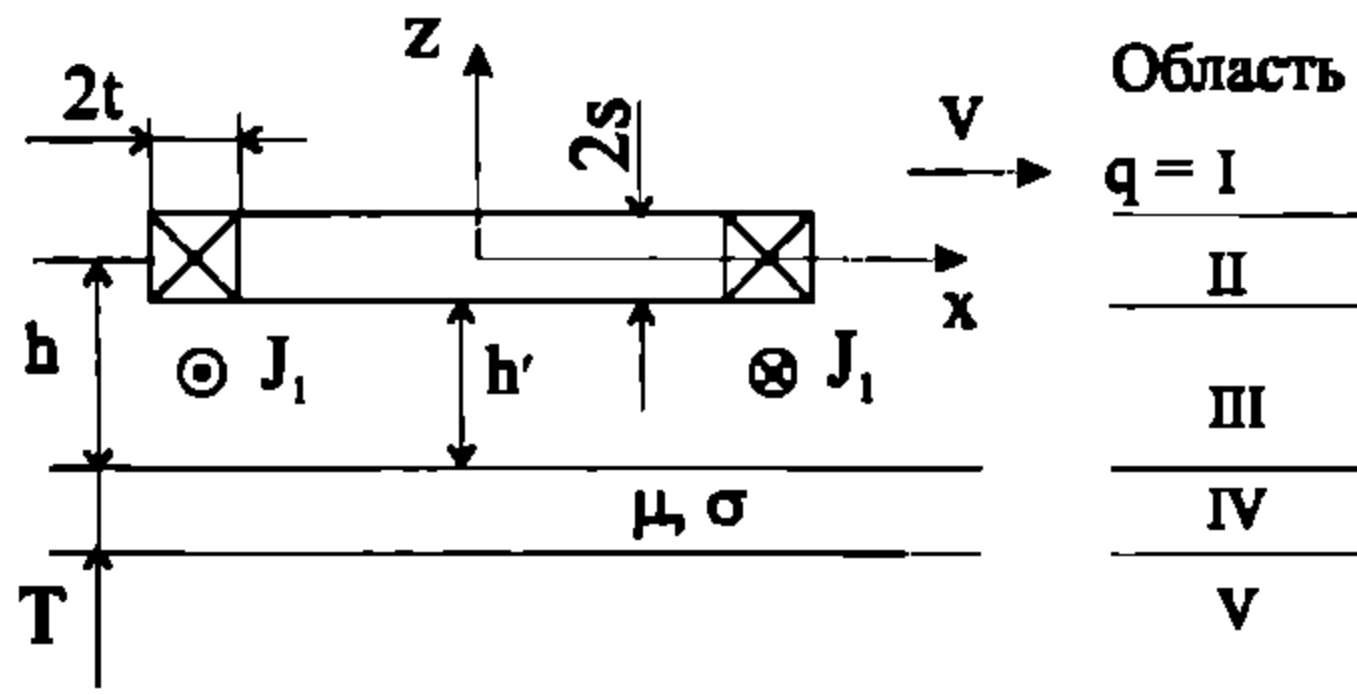 z
2t
2s
v
Область
q = I
II
x
h
J₁
h′
J₁
III
μ, σ
IV
T
V